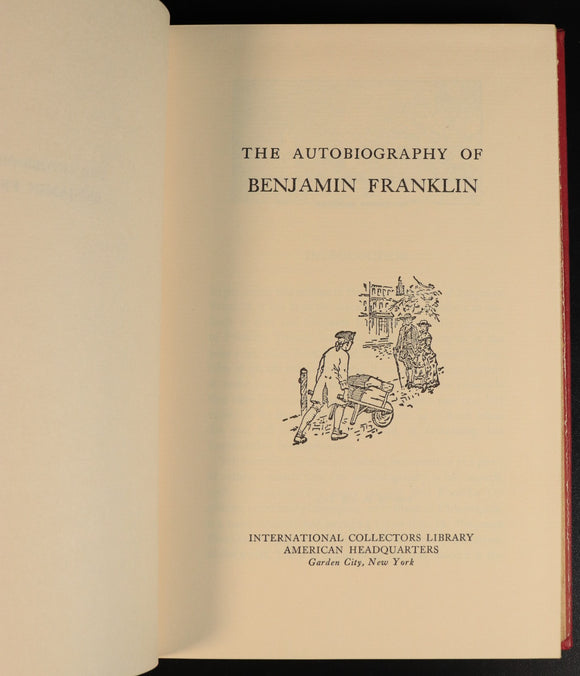 THE AUTOBIOGRAPHY OF
BENJAMIN FRANKLIN
INTERNATIONAL COLLECTORS LIBRARY
AMERICAN HEADQUARTERS
Garden City, New York